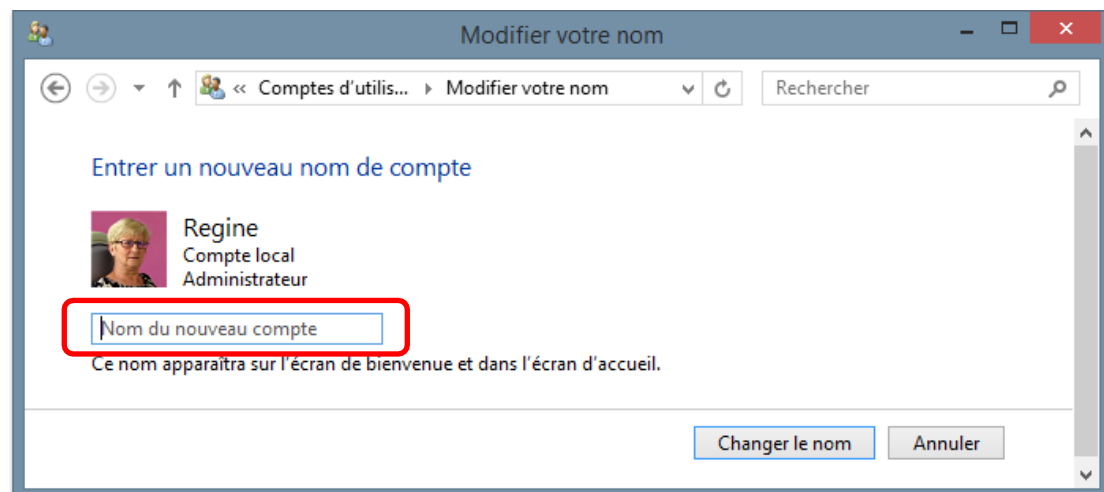 Modifier votre nom
« Comptes d'utilis... Modifier votre nom Rechercher
Entrer un nouveau nom de compte
Regine
Compte local
Administrateur
Nom du nouveau compte
Ce nom apparaîtra sur l'écran de bienvenue et dans l'écran d'accueil.
Changer le nom Annuler